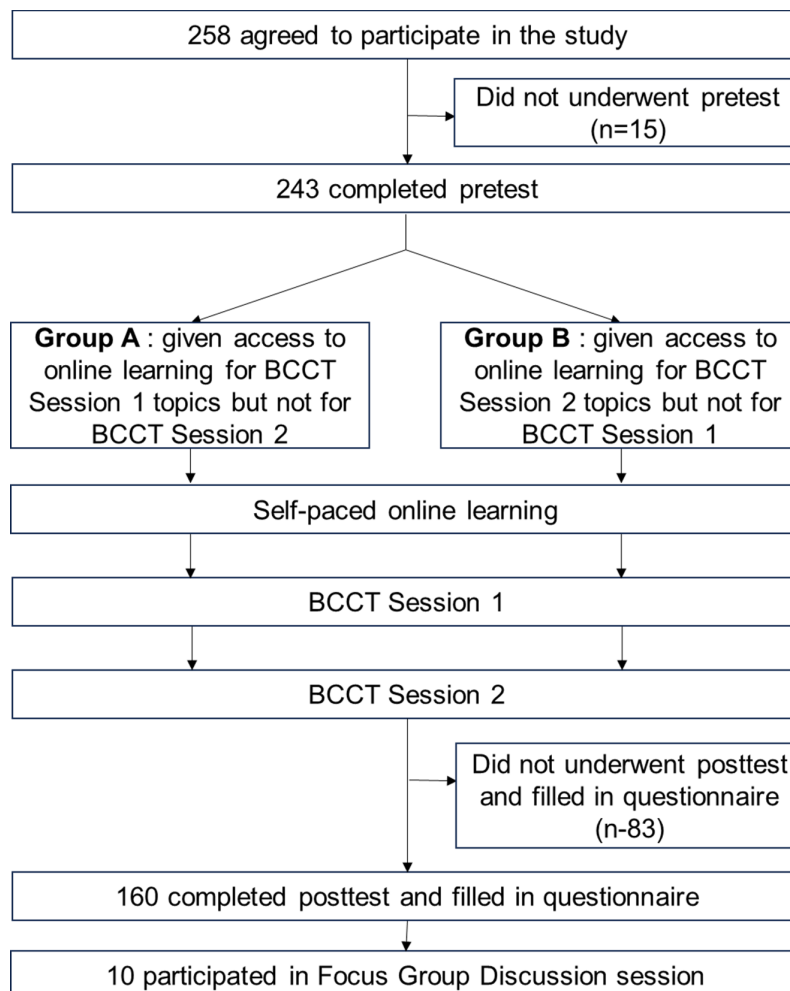 258 agreed to participate in the study
Did not underwent pretest
(n=15)
243 completed pretest
Group A : given access to
online learning for BCCT
Session 1 topics but not for
BCCT Session 2
Group B : given access to
online learning for BCCT
Session 2 topics but not for
BCCT Session 1
Self-paced online learning
BCCT Session 1
BCCT Session 2
Did not underwent posttest
and filled in questionnaire
(n-83)
160 completed posttest and filled in questionnaire
10 participated in Focus Group Discussion session